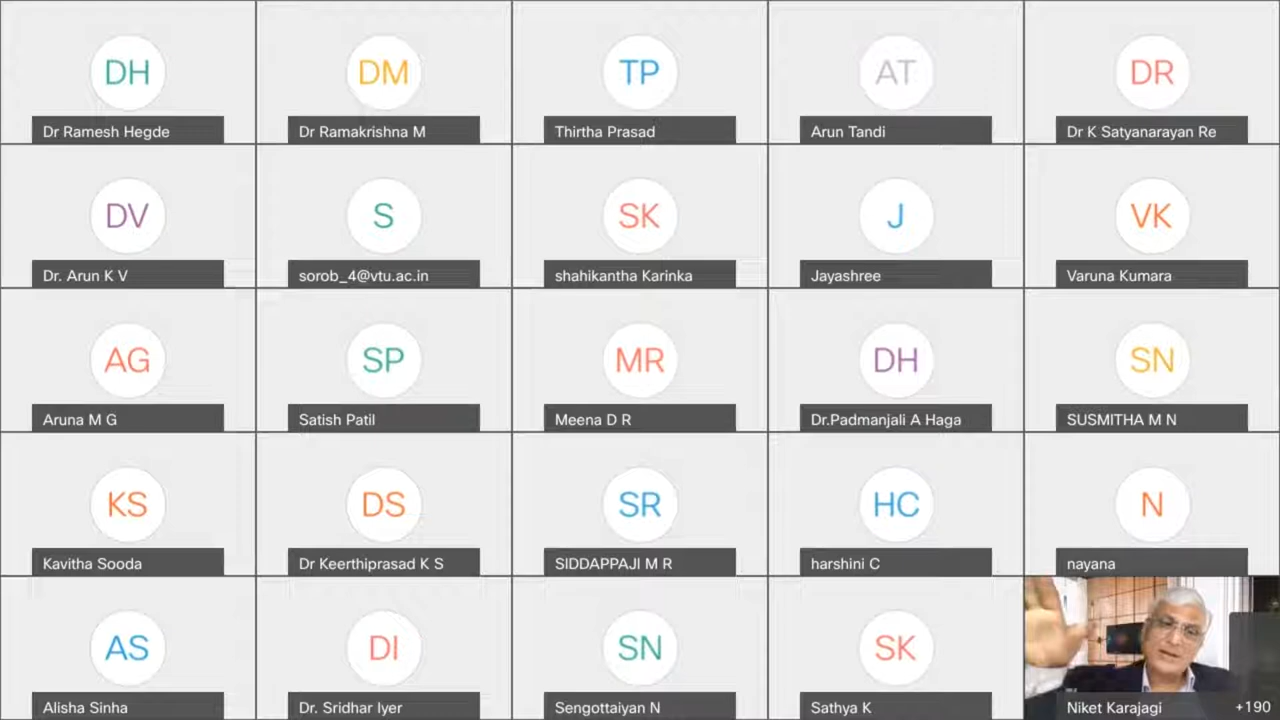 DH
Dr Ramesh Hegde
DM
Dr Ramakrishna M
TP
Thirtha Prasad
AT
Arun Tandi
DR
Dr K Satyanarayan Re
DV
Dr. Arun K V
S
sorob_4@vtu.ac.in
SK
shahikantha Karinka
J
Jayashree
VK
Varuna Kumara
AG
Aruna M G
SP
Satish Patil
MR
Meena D R
DH
Dr.Padmanjali A Haga
SN
SUSMITHA M N
KS
Kavitha Sooda
DS
Dr Keerthiprasad K S
SR
SIDDAPPAJI M R
HC
harshini C
N
nayana
AS
Alisha Sinha
DI
Dr. Sridhar Iyer
SN
Sengottaiyan N
SK
Sathya K
Niket Karajagi
+190